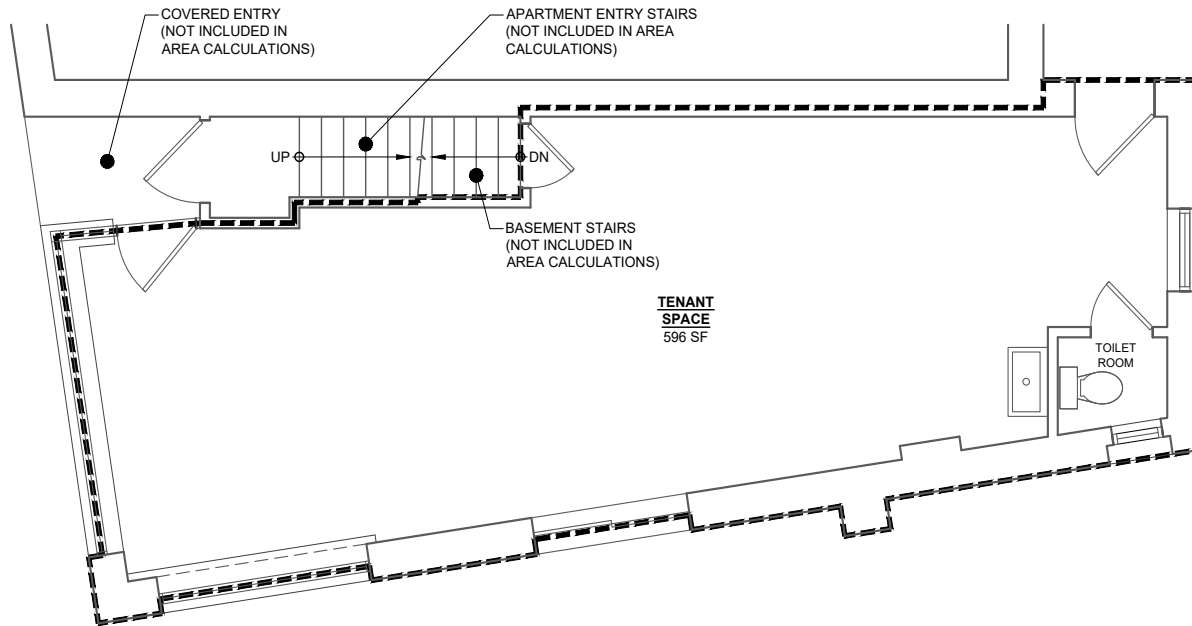 COVERED ENTRY
(NOT INCLUDED IN
AREA CALCULATIONS)
APARTMENT ENTRY STAIRS
(NOT INCLUDED IN AREA
CALCULATIONS)
UP
DN
BASEMENT STAIRS
(NOT INCLUDED IN
AREA CALCULATIONS)
TENANT
SPACE
596 SF
TOILET
ROOM